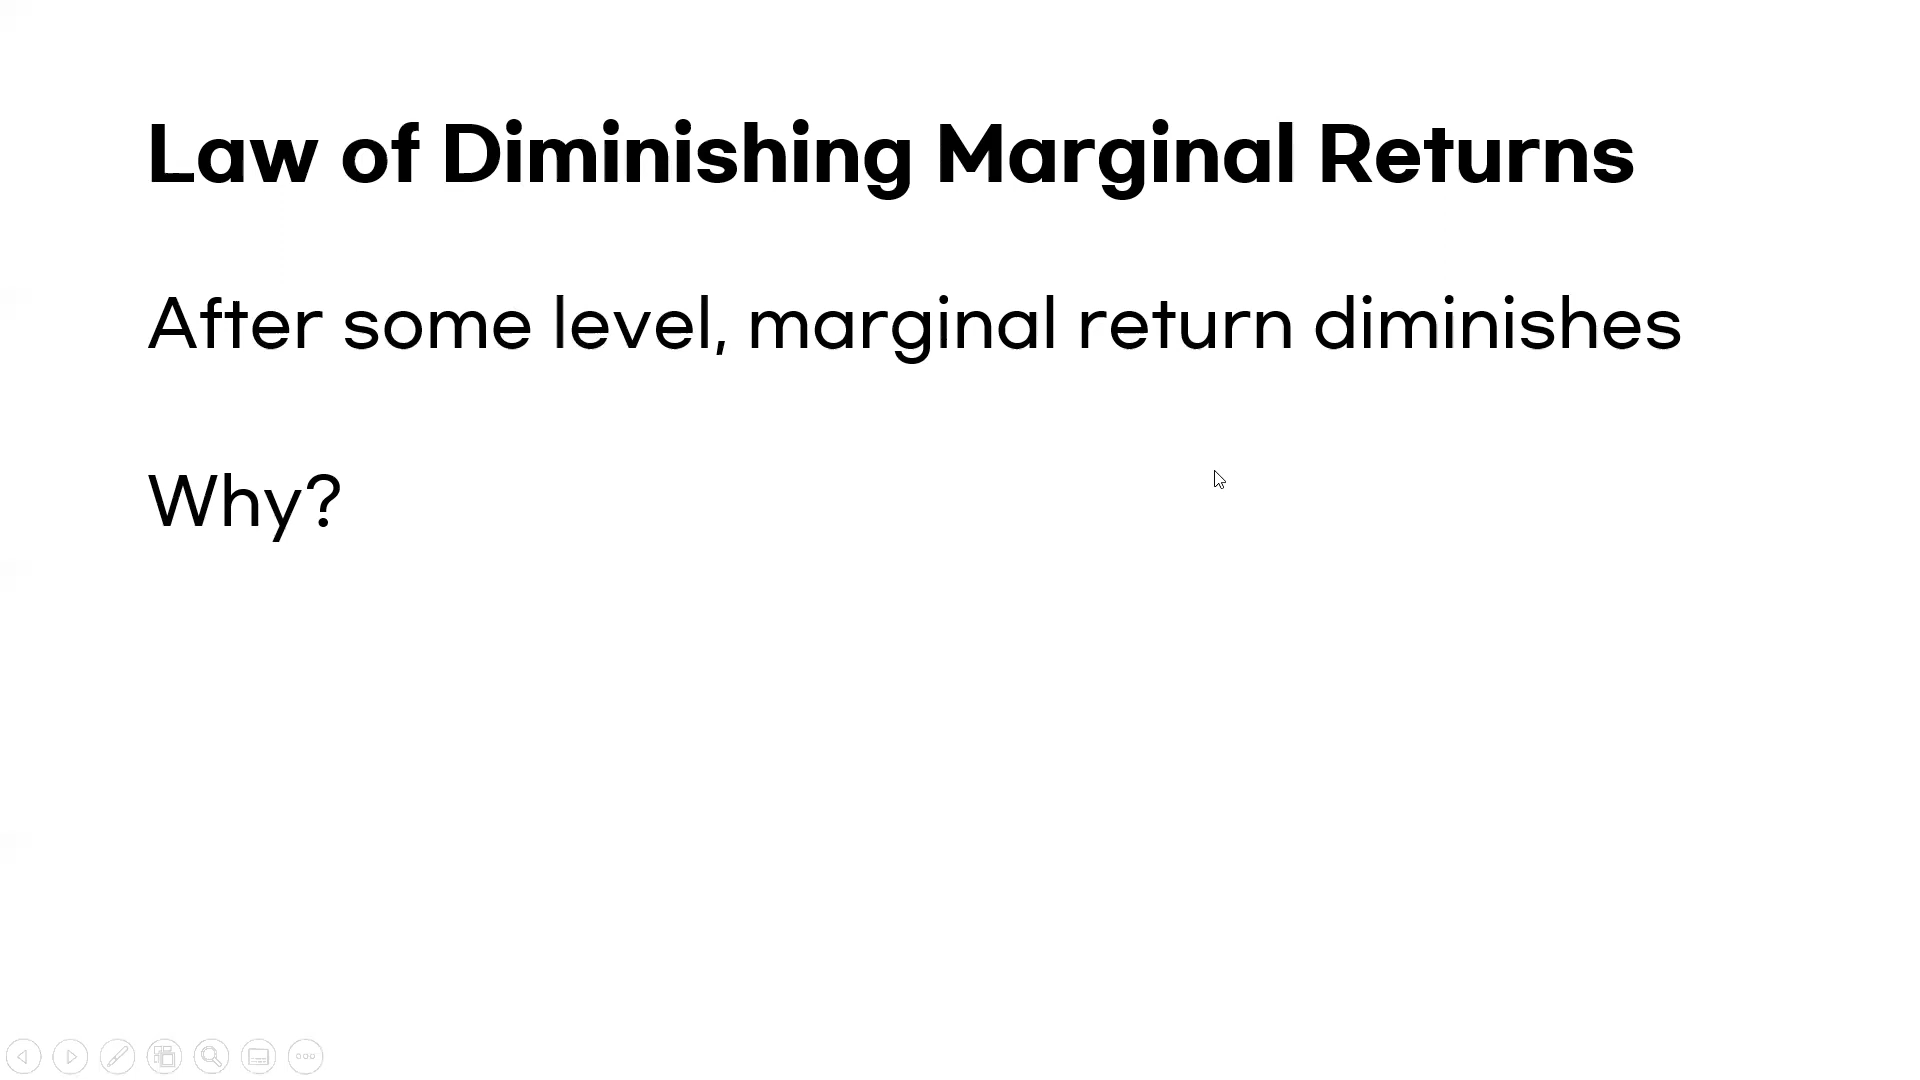 Law of Diminishing Marginal Returns
After some level, marginal return diminishes
Why?